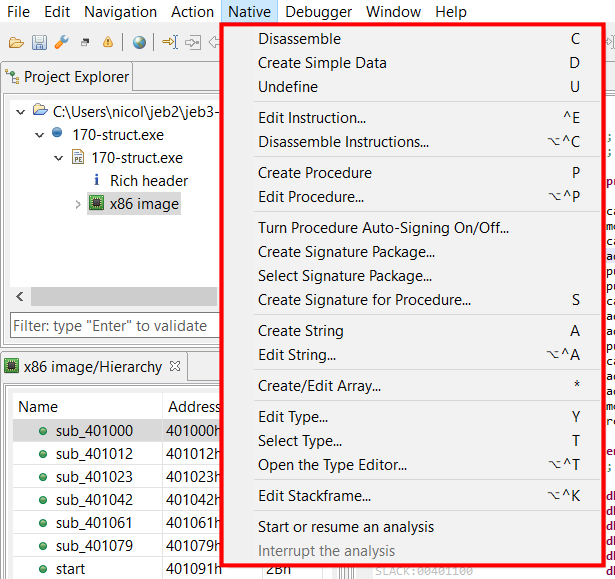 File Edit Navigation Action Native Debugger Window Help
Project Explorer
C:\Users\nicol\jeb2\jeb3-
170-struct.exe
170-struct.exe
Rich header
x86 image
Filter: type "Enter" to validate
x86 image/Hierarchy
Name Address
sub_401000 401000h
sub_401012 401012h
sub_401023 401023h
sub_401042 401042h
sub_401061 401061h
sub_401079 401079h
start 401091h 2Bh
Disassemble C
Create Simple Data D
Undefine U
Edit Instruction... ^E
Disassemble Instructions... ⌥^C
Create Procedure P
Edit Procedure... ⌥^P
Turn Procedure Auto-Signing On/Off...
Create Signature Package...
Select Signature Package...
Create Signature for Procedure... S
Create String A
Edit String... ⌥^A
Create/Edit Array... *
Edit Type... Y
Select Type... T
Open the Type Editor... ⌥^T
Edit Stackframe... ⌥^K
Start or resume an analysis
Interrupt the analysis
SLACK:00401100